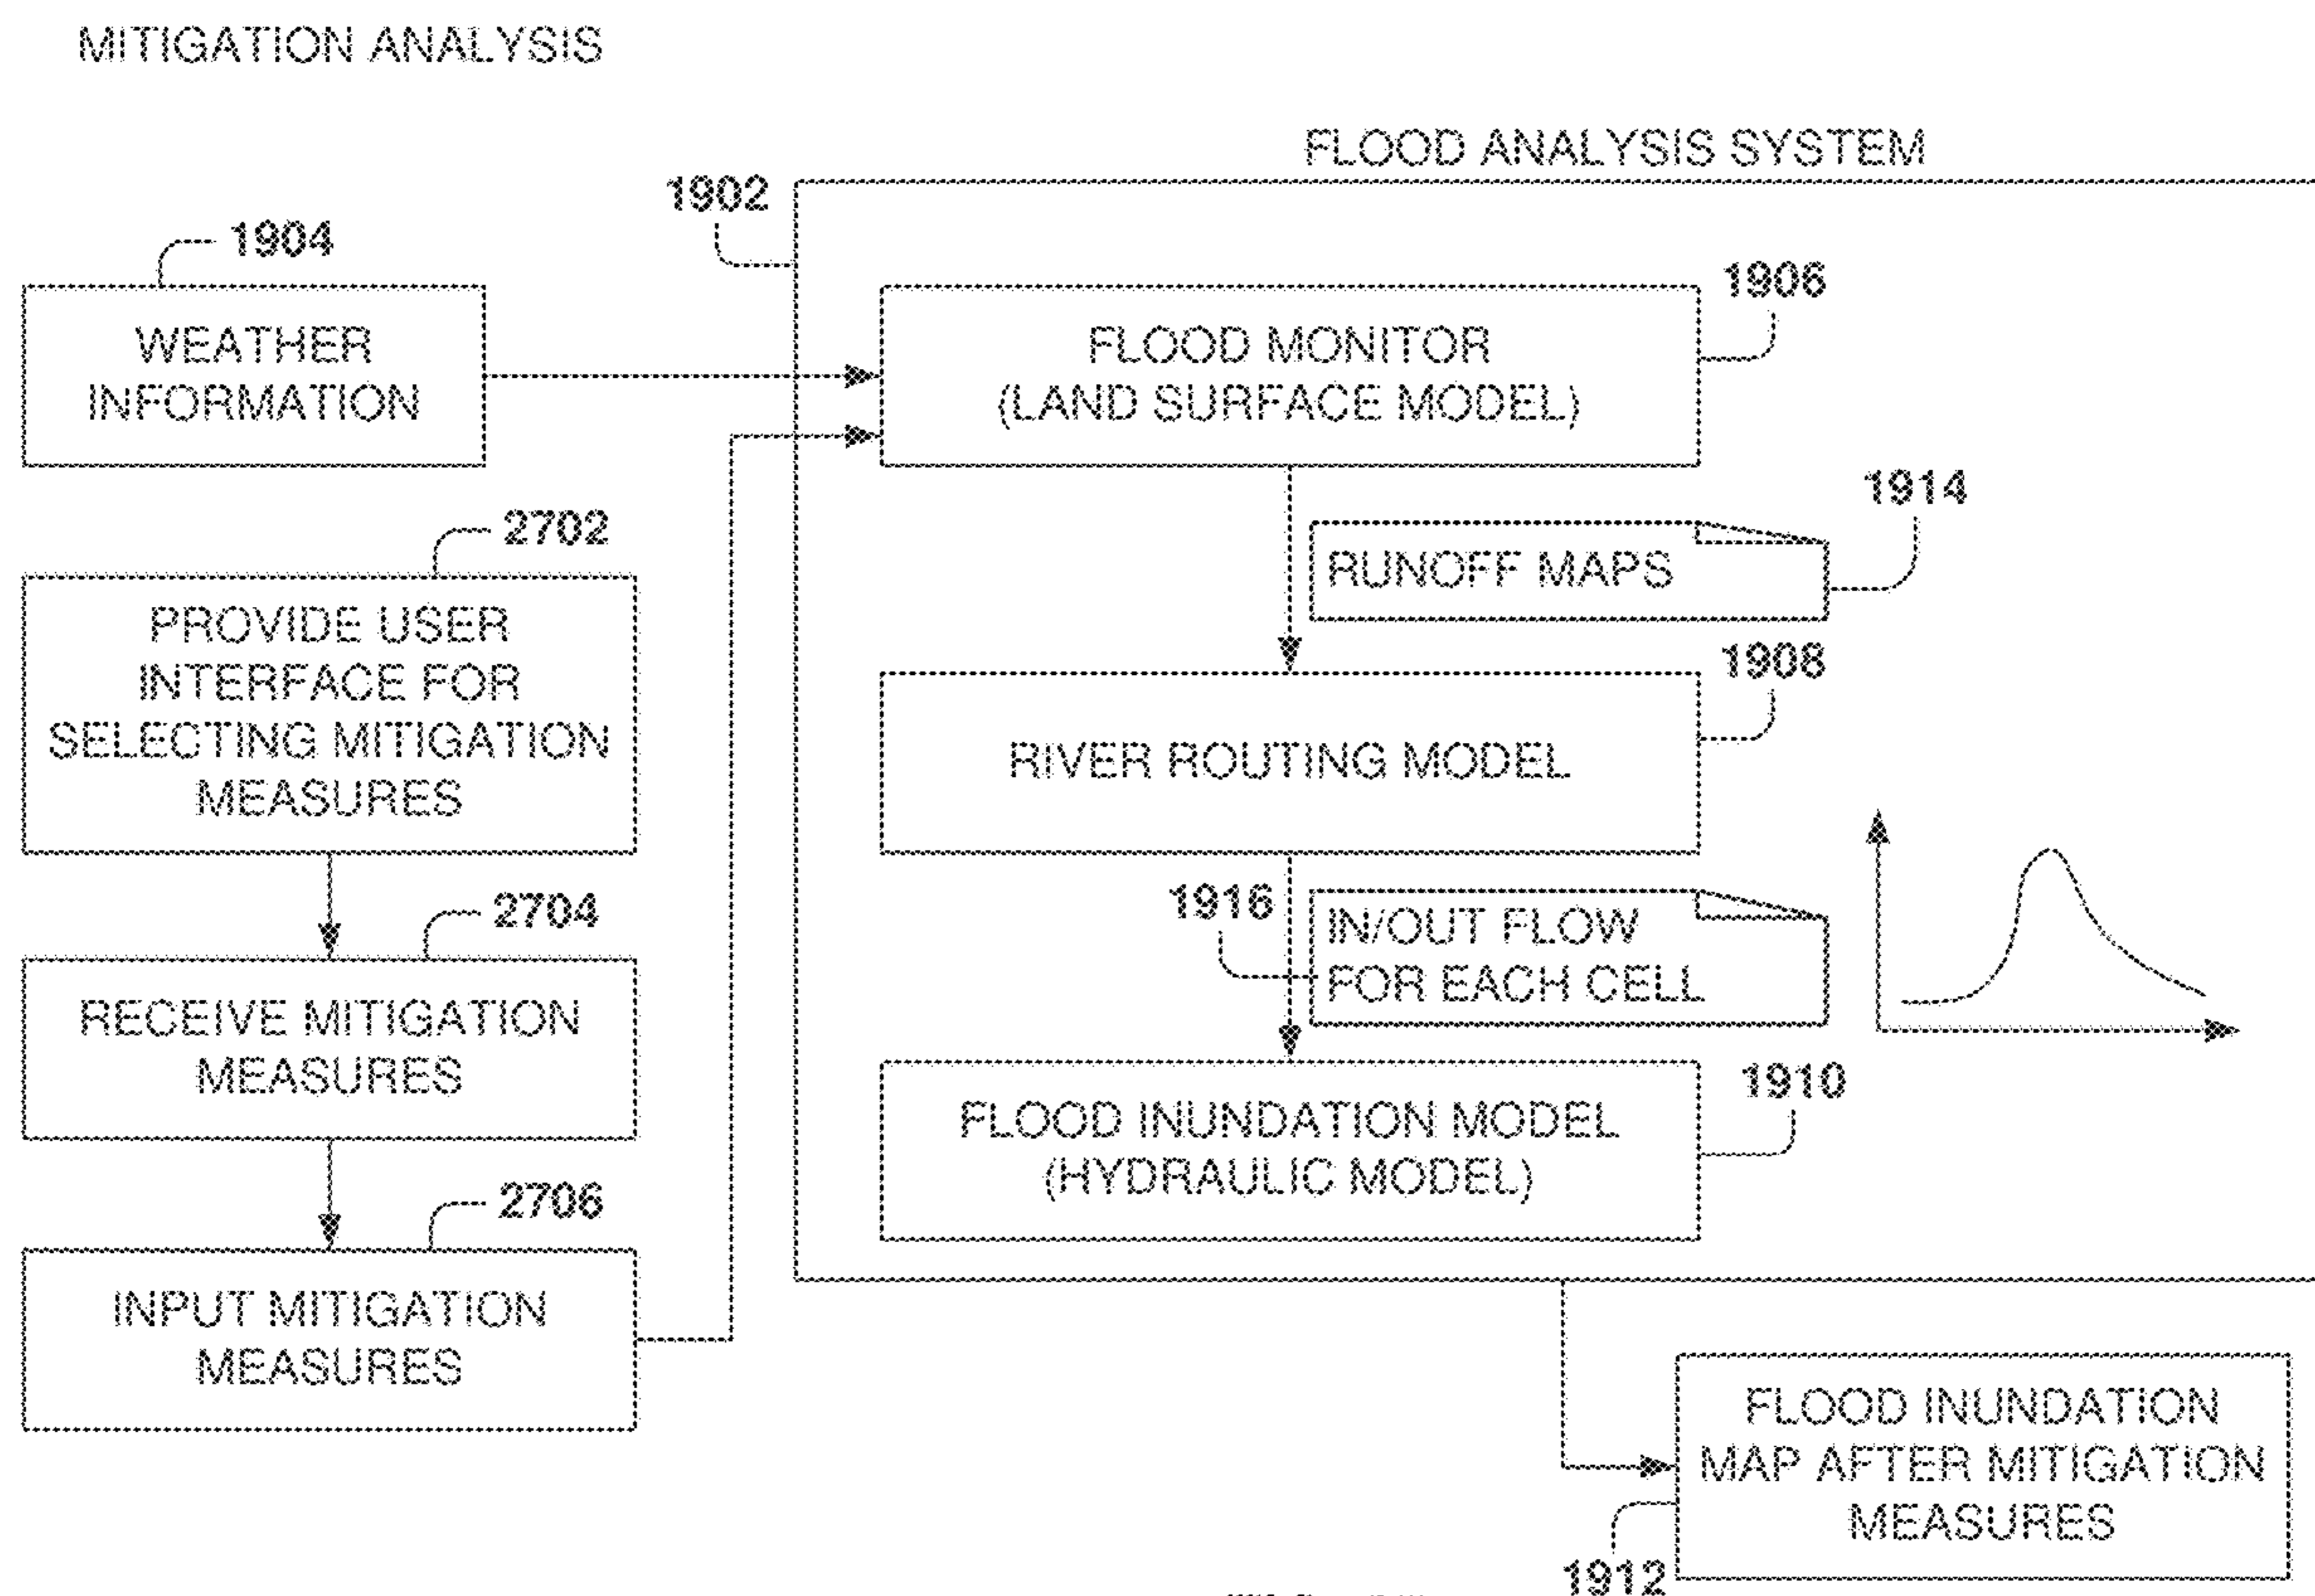 MITIGATION ANALYSIS
FLOOD ANALYSIS SYSTEM
1902
1904
WEATHER
INFORMATION
1906
FLOOD MONITOR
(LAND SURFACE MODEL)
1914
RUNOFF MAPS
2702
PROVIDE USER
INTERFACE FOR
SELECTING MITIGATION
MEASURES
1908
RIVER ROUTING MODEL
2704
RECEIVE MITIGATION
MEASURES
1916
IN/OUT FLOW
FOR EACH CELL
1910
FLOOD INUNDATION MODEL
(HYDRAULIC MODEL)
2706
INPUT MITIGATION
MEASURES
FLOOD INUNDATION
MAP AFTER MITIGATION
MEASURES
1912